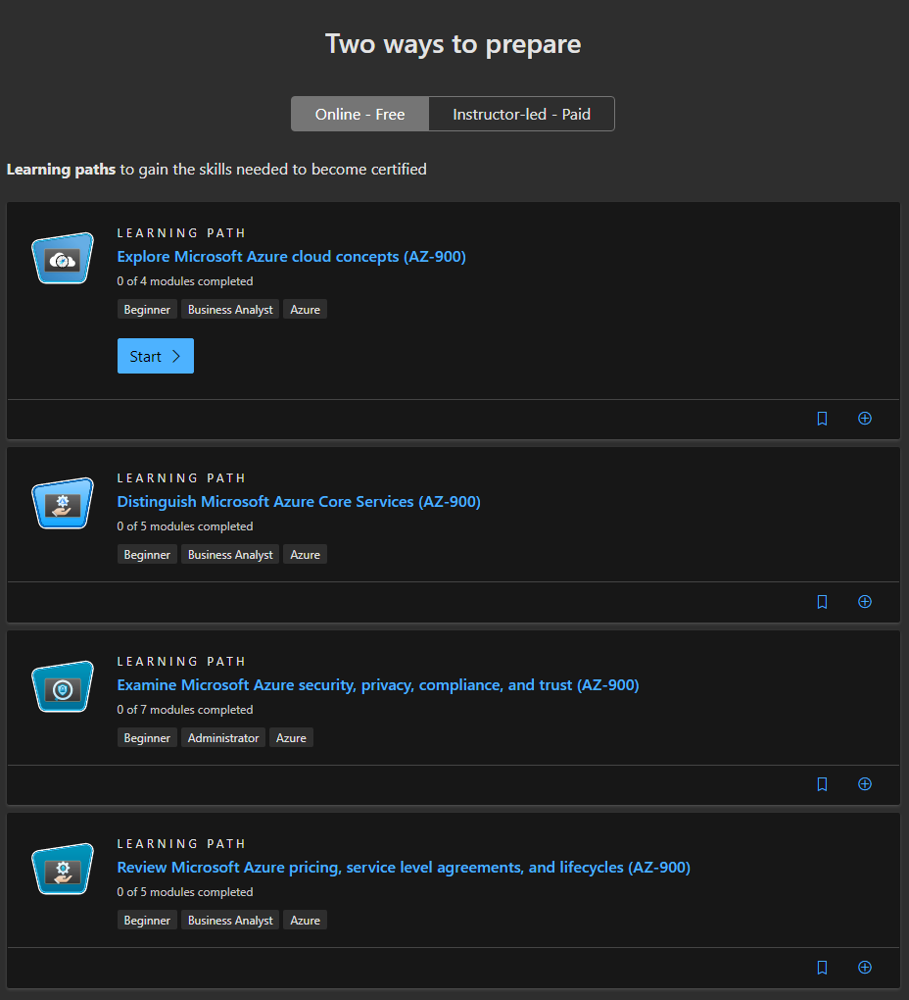 Two ways to prepare
Online - Free
Instructor-led - Paid
Learning paths to gain the skills needed to become certified
LEARNING PATH
Explore Microsoft Azure cloud concepts (AZ-900)
0 of 4 modules completed
Beginner Business Analyst Azure
Start
LEARNING PATH
Distinguish Microsoft Azure Core Services (AZ-900)
0 of 5 modules completed
Beginner Business Analyst Azure
LEARNING PATH
Examine Microsoft Azure security, privacy, compliance, and trust (AZ-900)
0 of 7 modules completed
Beginner Administrator Azure
LEARNING PATH
Review Microsoft Azure pricing, service level agreements, and lifecycles (AZ-900)
0 of 5 modules completed
Beginner Business Analyst Azure